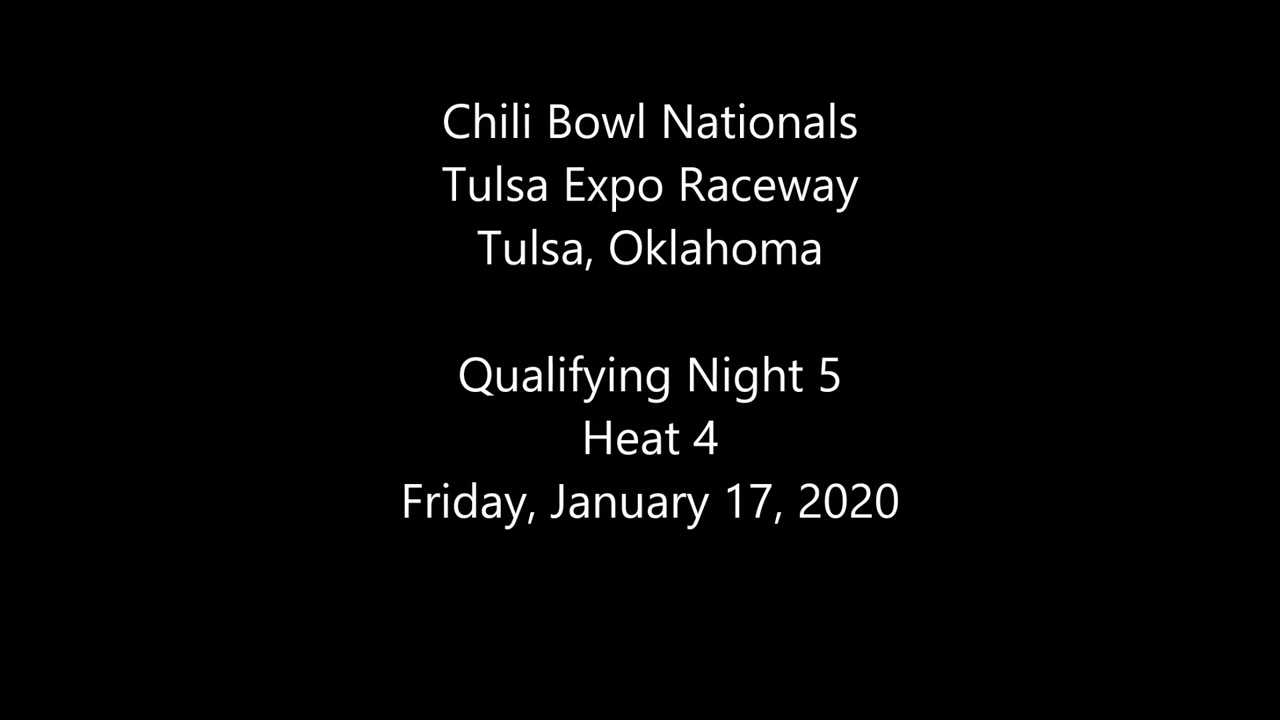 Chili Bowl Nationals
Tulsa Expo Raceway
Tulsa, Oklahoma
Qualifying Night 5
Heat 4
Friday, January 17, 2020